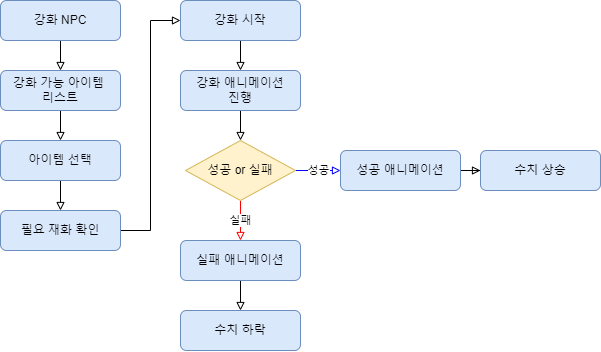 강화 NPC
강화 가능 아이템
리스트
아이템 선택
필요 재화 확인
강화 시작
강화 애니메이션
진행
성공 or 실패
성공
성공 애니메이션
수치 상승
실패
실패 애니메이션
수치 하락